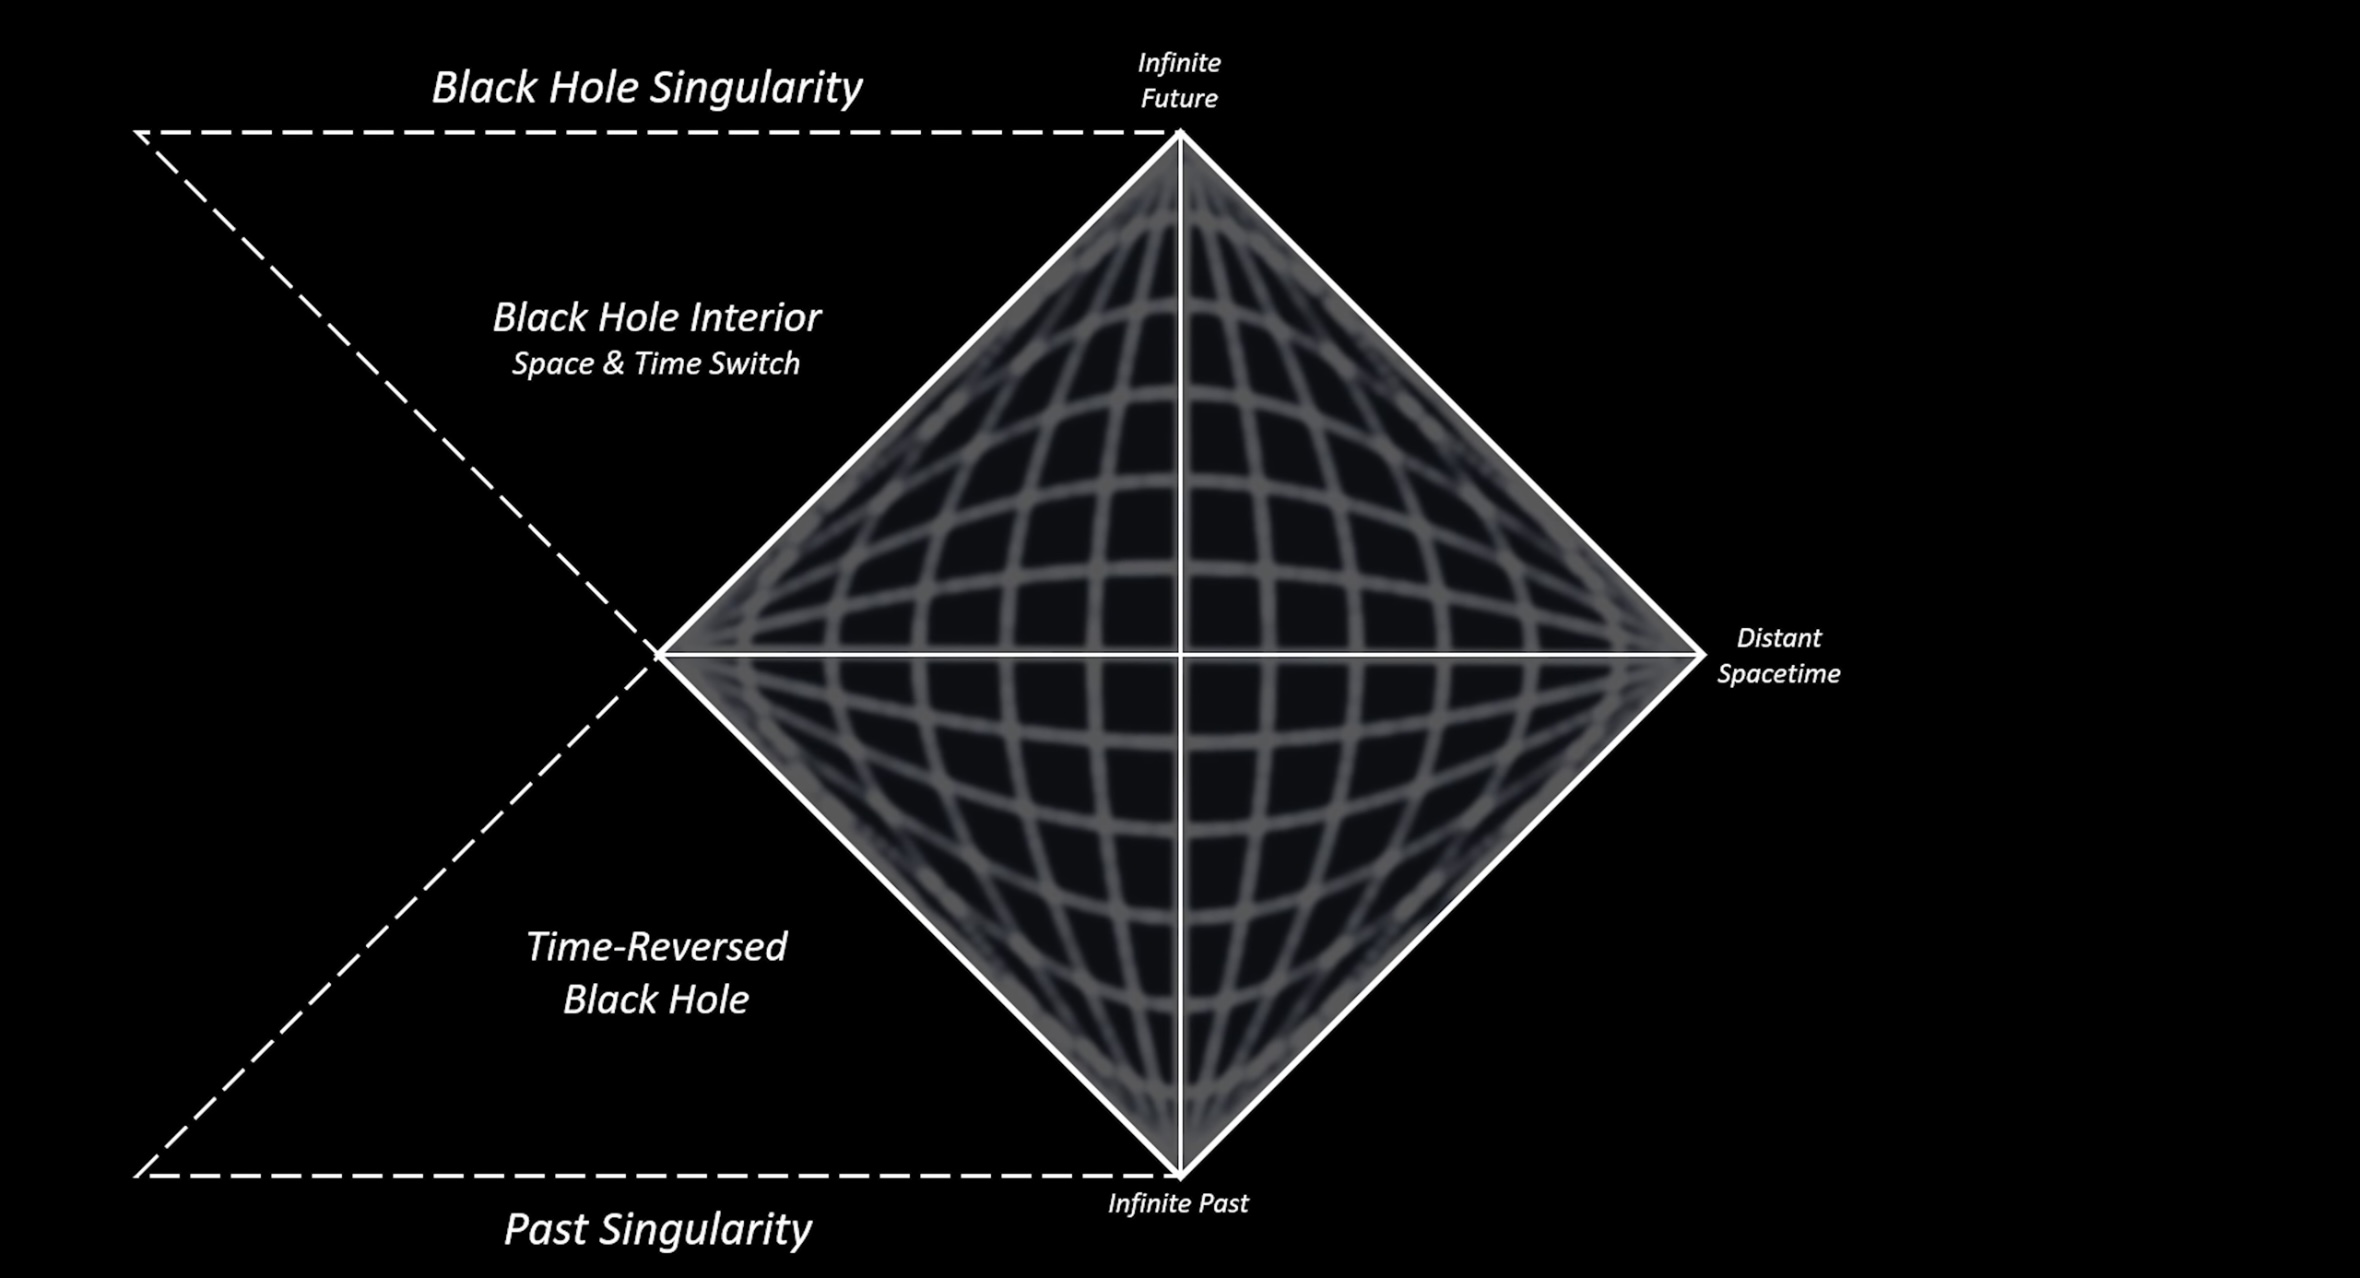 Infinite
Future
Black Hole Singularity
Black Hole Interior
Space & Time Switch
Distant
Spacetime
Time-Reversed
Black Hole
Infinite Past
Past Singularity